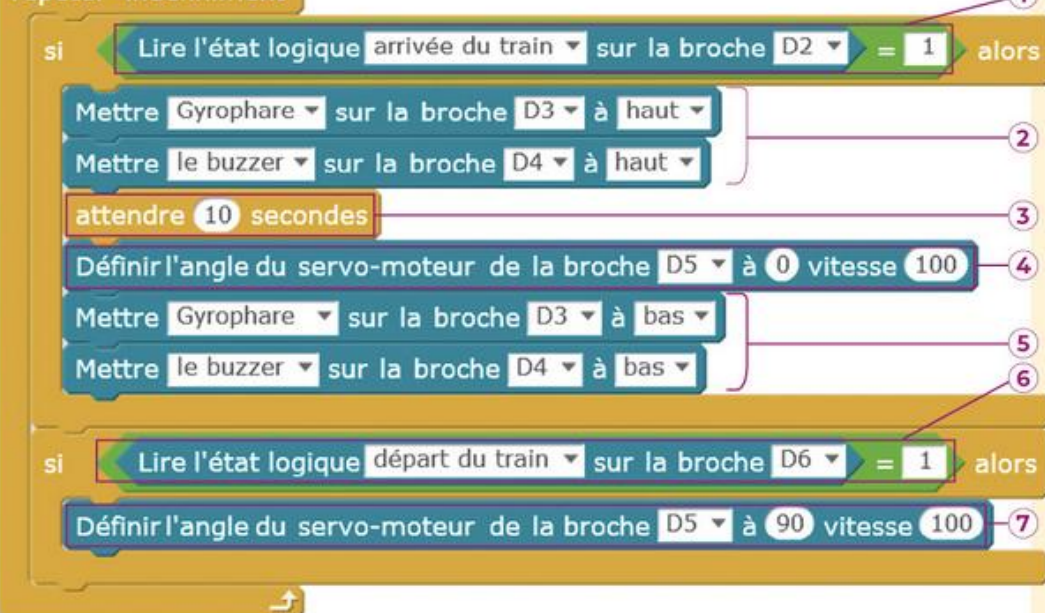 si Lire l'état logique arrivée du train sur la broche D2 = 1 alors
Mettre Gyrophare sur la broche D3 à haut
Mettre le buzzer sur la broche D4 à haut
2
attendre 10 secondes
3
Définir l'angle du servo-moteur de la broche D5 à 0 vitesse 100
4
Mettre Gyrophare sur la broche D3 à bas
5
Mettre le buzzer sur la broche D4 à bas
6
si Lire l'état logique départ du train sur la broche D6 = 1 alors
Définir l'angle du servo-moteur de la broche D5 à 90 vitesse 100
7